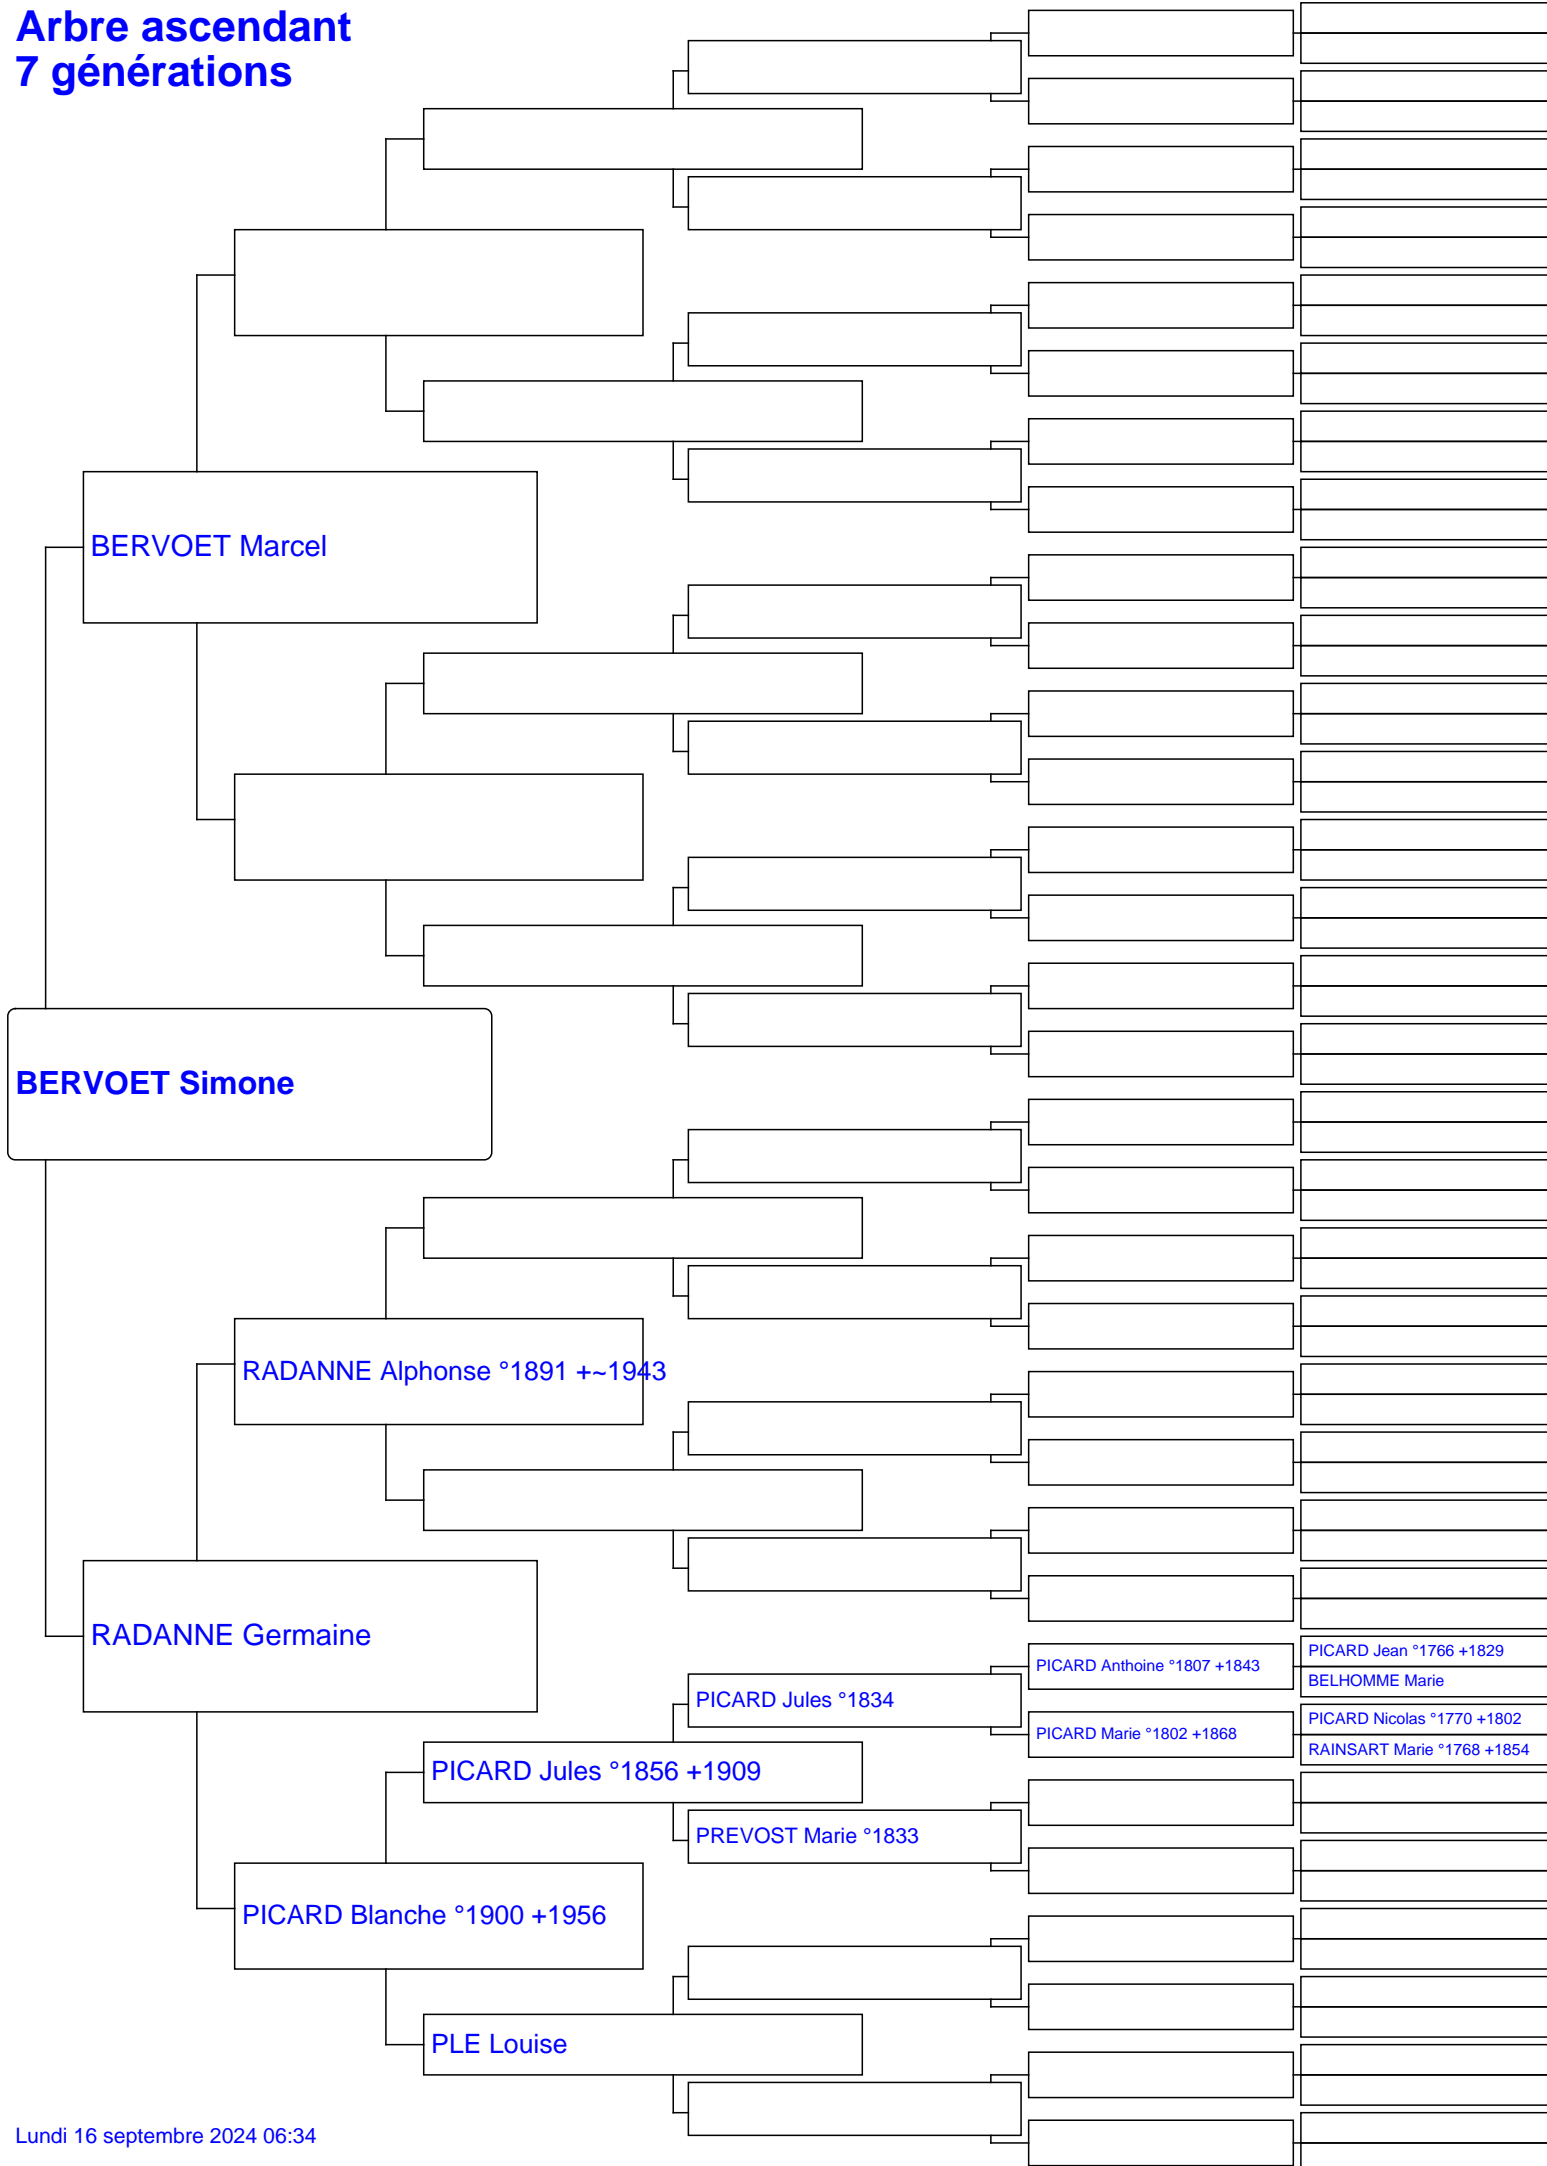 Arbre ascendant
7 générations
BERVOET Marcel
BERVOET Simone
RADANNE Alphonse °1891 +~1943
RADANNE Germaine
PICARD Anthoine °1807 +1843
PICARD Jean °1766 +1829
BELHOMME Marie
PICARD Jules °1834
PICARD Marie °1802 +1868
PICARD Nicolas °1770 +1802
RAINSART Marie °1768 +1854
PICARD Jules °1856 +1909
PREVOST Marie °1833
PICARD Blanche °1900 +1956
PLE Louise
Lundi 16 septembre 2024 06:34